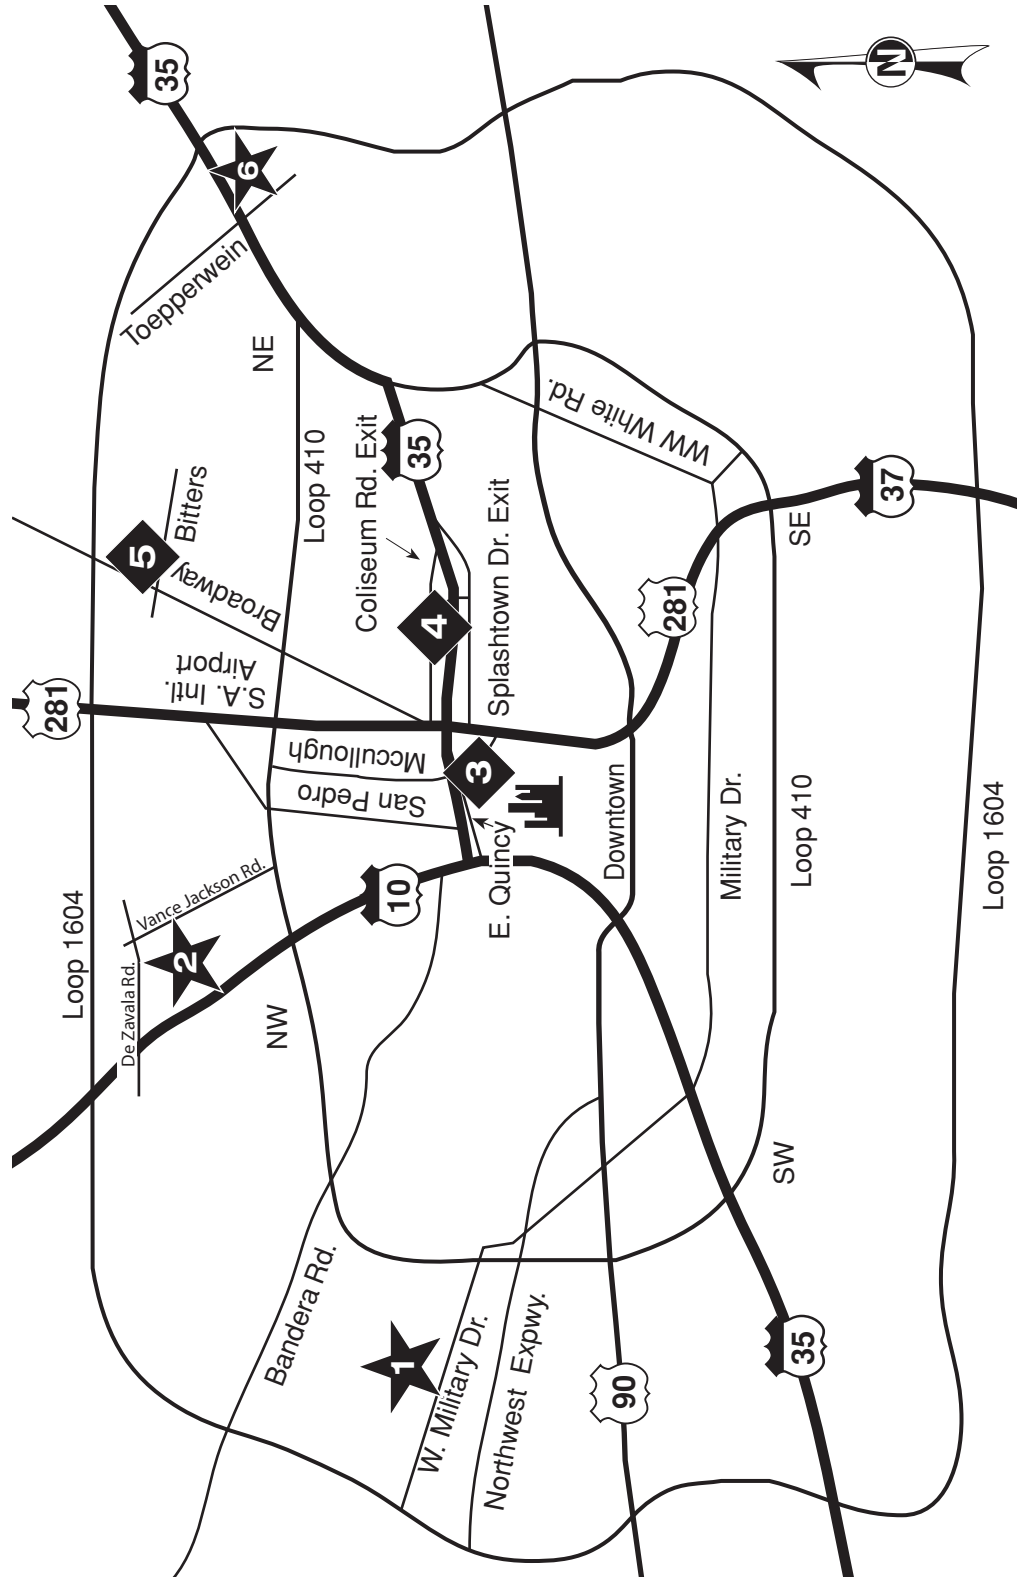 35
N
6
Toepperwein
NE
Loop 410
Coliseum Rd. Exit
35
WW White Rd.
5
Bitters
Broadway
4
Splashtown Dr. Exit
37
SE
281
S.A. Intl.
Airport
281
Mccullough
San Pedro
3
E. Quincy
Downtown
Military Dr.
Loop 410
Loop 1604
10
Vance Jackson Rd.
De Zavala Rd.
2
Loop 1604
NW
SW
Bandera Rd.
1
W. Military Dr.
Northwest Expwy.
90
35